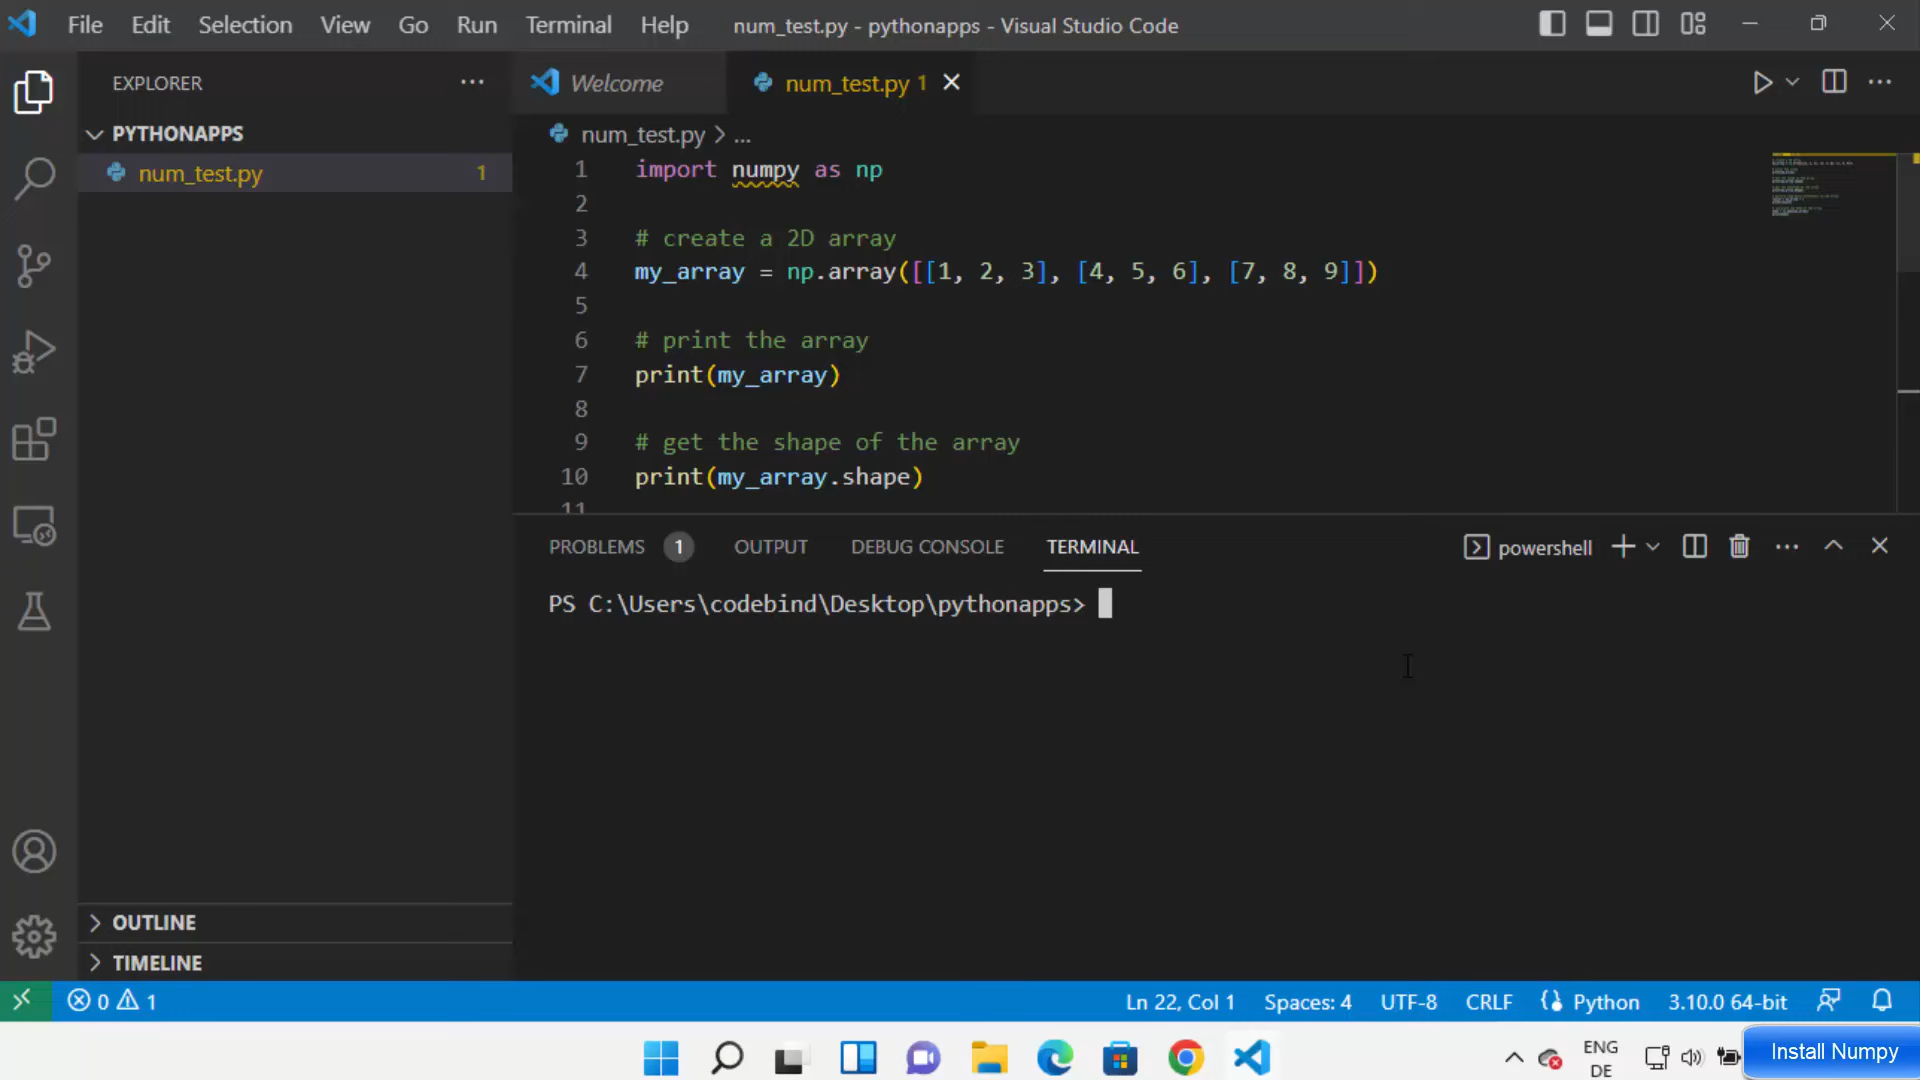 File Edit Selection View Go Run Terminal Help num_test.py - pythonapps - Visual Studio Code
EXPLORER
PYTHONAPPS
num_test.py 1
OUTLINE
TIMELINE
Welcome num_test.py 1
num_test.py > ...
1 import numpy as np
2
3 # create a 2D array
4 my_array = np.array([[1, 2, 3], [4, 5, 6], [7, 8, 9]])
5
6 # print the array
7 print(my_array)
8
9 # get the shape of the array
10 print(my_array.shape)
11
PROBLEMS 1 OUTPUT DEBUG CONSOLE TERMINAL powershell
PS C:\Users\codebind\Desktop\pythonapps>
0 1 Ln 22, Col 1 Spaces: 4 UTF-8 CRLF Python 3.10.0 64-bit
ENG
DE
Install Numpy